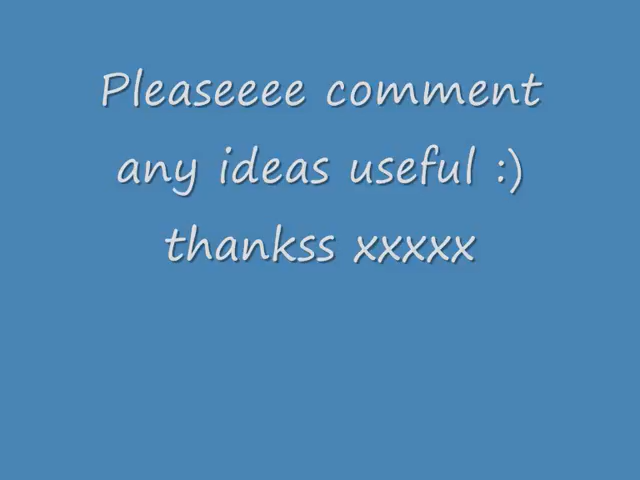 Pleaseeee comment
any ideas useful :)
thankss xxxxx